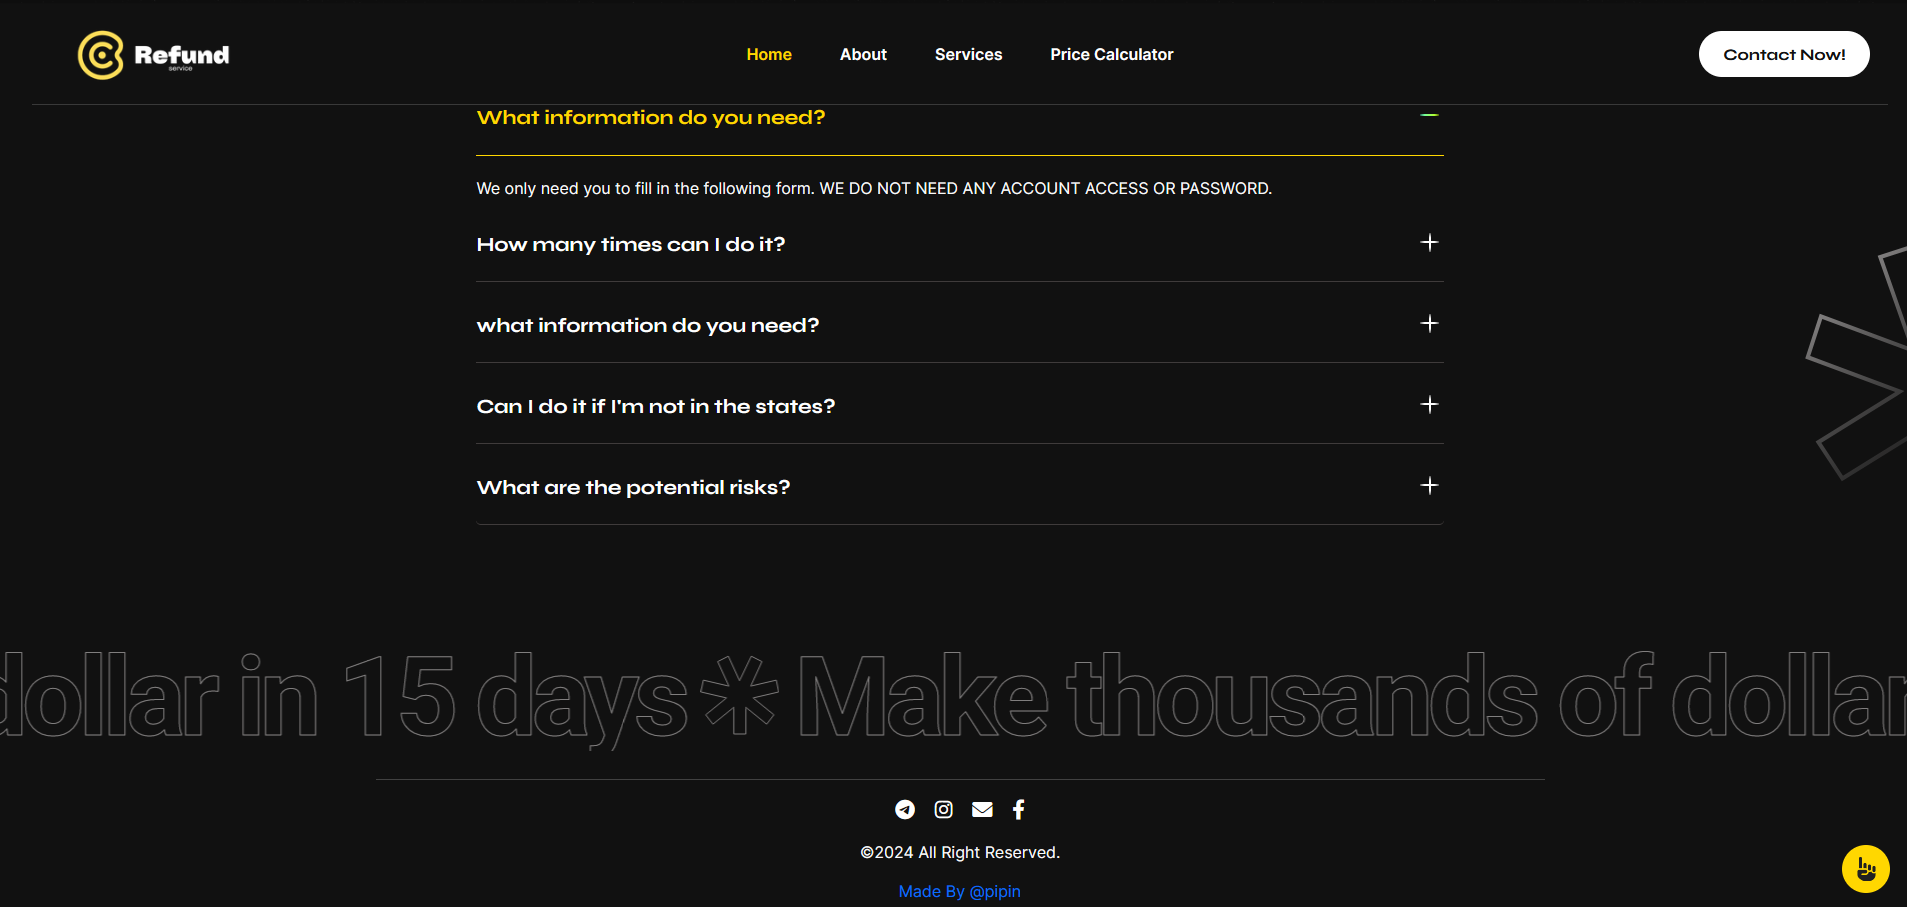 Refund
service
Home
About
Services
Price Calculator
Contact Now!
What information do you need?
We only need you to fill in the following form. WE DO NOT NEED ANY ACCOUNT ACCESS OR PASSWORD.
How many times can I do it?
what information do you need?
Can I do it if I'm not in the states?
What are the potential risks?
dollar in 15 days* Make thousands of dollar
©2024 All Right Reserved.
Made By @pipin